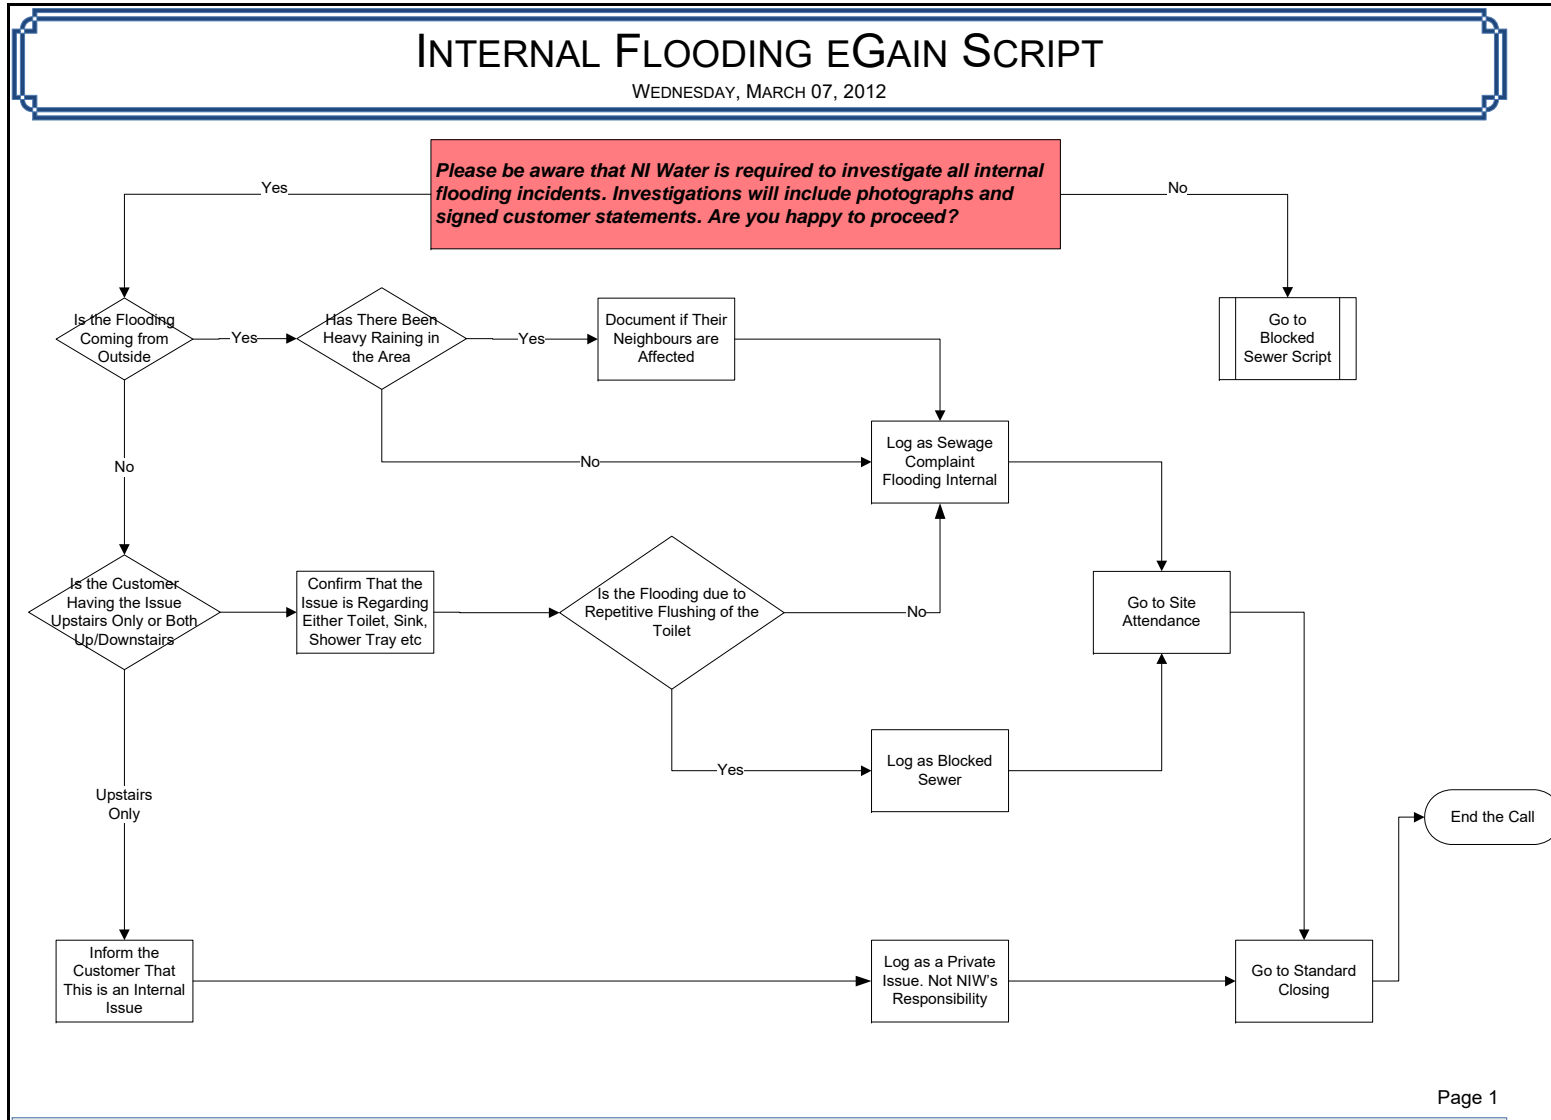 INTERNAL FLOODING EGAIN SCRIPT
WEDNESDAY, MARCH 07, 2012
Please be aware that NI Water is required to investigate all internal
flooding incidents. Investigations will include photographs and
signed customer statements. Are you happy to proceed?
Yes
No
Is the Flooding
Coming from
Outside
Yes
Has There Been
Heavy Raining in
the Area
Yes
Document if Their
Neighbours are
Affected
Go to
Blocked
Sewer Script
No
No
Log as Sewage
Complaint
Flooding Internal
Is the Customer
Having the Issue
Upstairs Only or Both
Up/Downstairs
Confirm That the
Issue is Regarding
Either Toilet, Sink,
Shower Tray etc
Is the Flooding due to
Repetitive Flushing of the
Toilet
No
Go to Site
Attendance
Yes
Log as Blocked
Sewer
Upstairs
Only
End the Call
Inform the
Customer That
This is an Internal
Issue
Log as a Private
Issue. Not NIW's
Responsibility
Go to Standard
Closing
Page 1